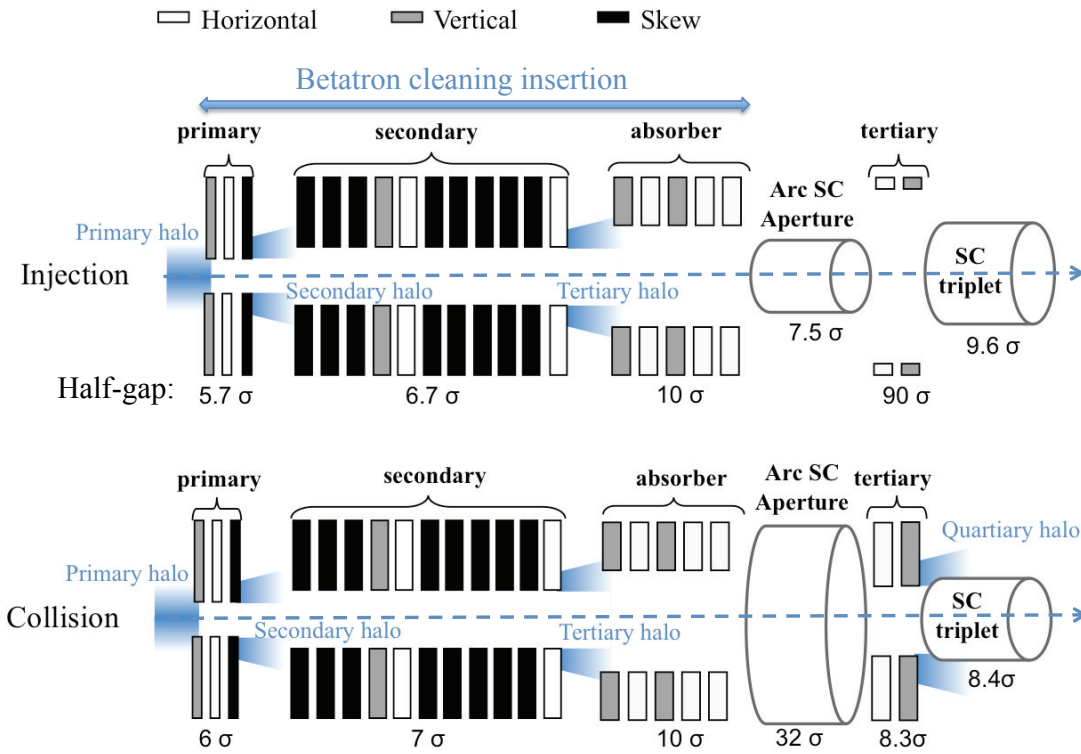 Horizontal Vertical Skew
Betatron cleaning insertion
primary secondary absorber tertiary
Arc SC
Aperture
Primary halo
Injection
SC
triplet
Secondary halo Tertiary halo
7.5 σ
9.6 σ
Half-gap: 5.7 σ 6.7 σ 10 σ 90 σ
primary secondary absorber Arc SC
Aperture tertiary
Quartiary halo
Primary halo
Collision
SC
triplet
Secondary halo Tertiary halo
8.4σ
6 σ 7 σ 10 σ 32 σ 8.3σ